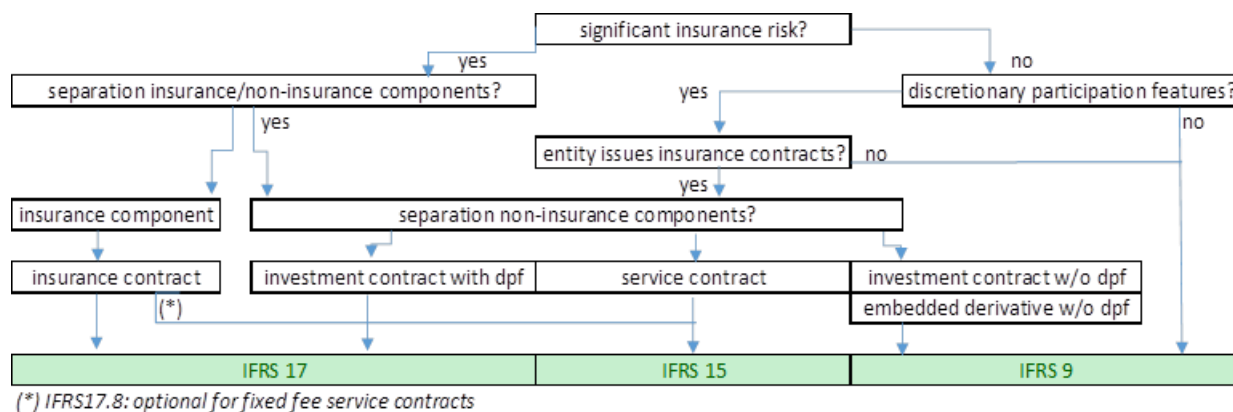 significant insurance risk?
yes
no
separation insurance/non-insurance components?
yes
discretionary participation features?
yes
no
entity issues insurance contracts?
no
yes
insurance component
separation non-insurance components?
insurance contract
investment contract with dpf
service contract
investment contract w/o dpf
(*)
embedded derivative w/o dpf
IFRS 17
IFRS 15
IFRS 9
(*) IFRS17.8: optional for fixed fee service contracts